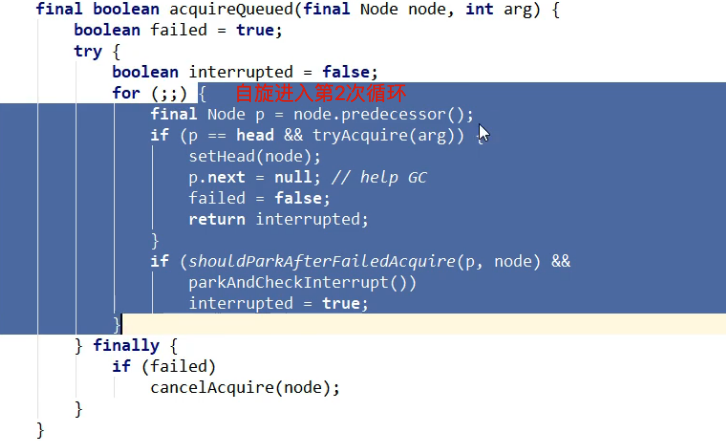 final boolean acquireQueued(final Node node, int arg) {
boolean failed = true;
try {
boolean interrupted = false;
for (;;) { 自旋进入第2次循环
final Node p = node.predecessor();
if (p == head && tryAcquire(arg)) {
setHead(node);
p.next = null; // help GC
failed = false;
return interrupted;
}
if (shouldParkAfterFailedAcquire(p, node) &&
parkAndCheckInterrupt())
interrupted = true;
}
} finally {
if (failed)
cancelAcquire(node);
}
}